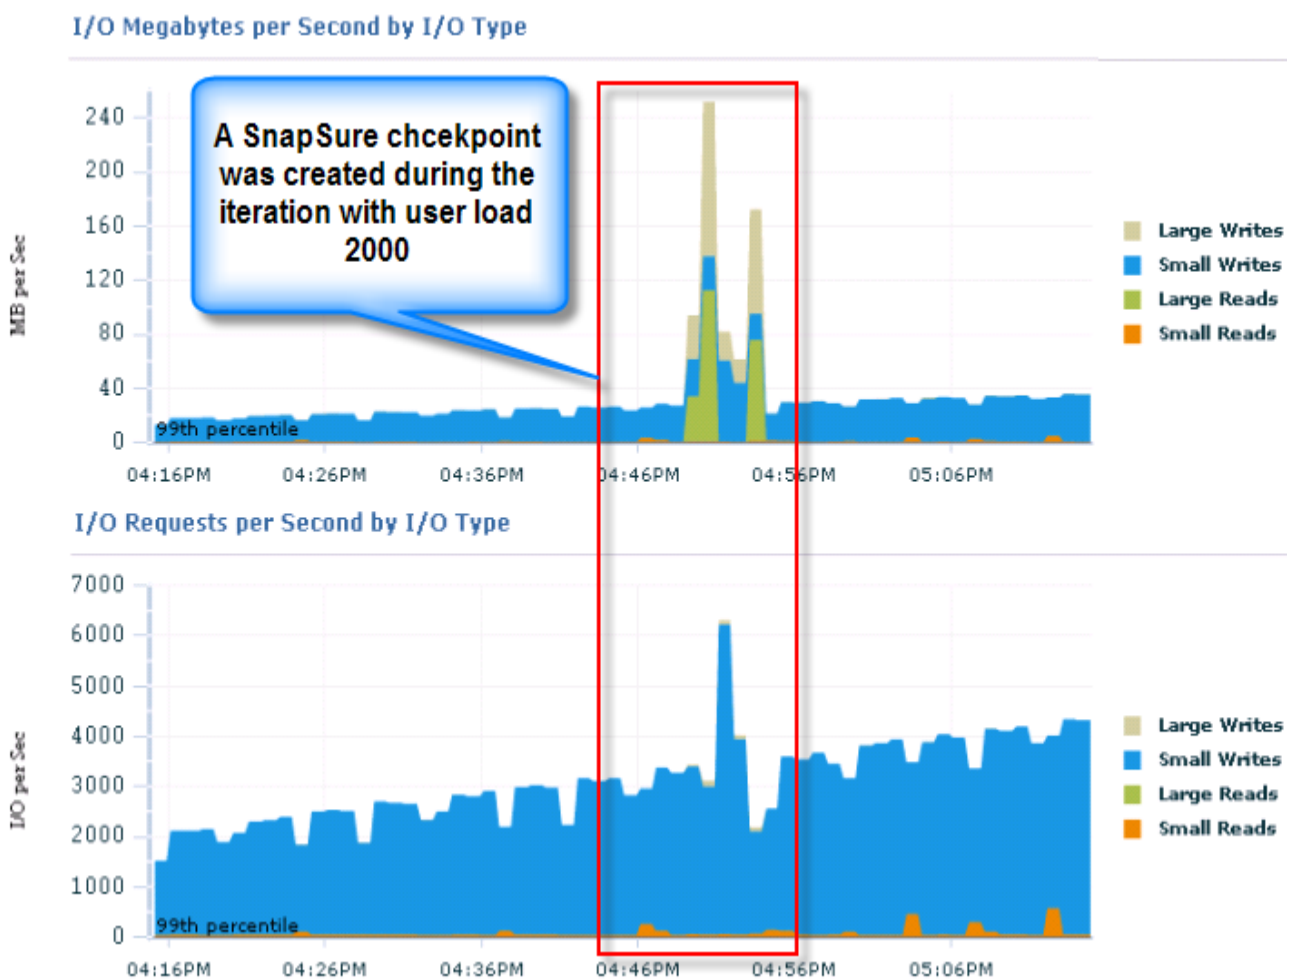 I/O Megabytes per Second by I/O Type
A SnapSure chcekpoint
was created during the
iteration with user load
2000
MB per Sec
240
200
160
120
80
40
0
99th percentile
04:16PM 04:26PM 04:36PM 04:46PM 04:56PM 05:06PM
Large Writes
Small Writes
Large Reads
Small Reads
I/O Requests per Second by I/O Type
I/O per Sec
7000
6000
5000
4000
3000
2000
1000
0
99th percentile
04:16PM 04:26PM 04:36PM 04:46PM 04:56PM 05:06PM
Large Writes
Small Writes
Large Reads
Small Reads